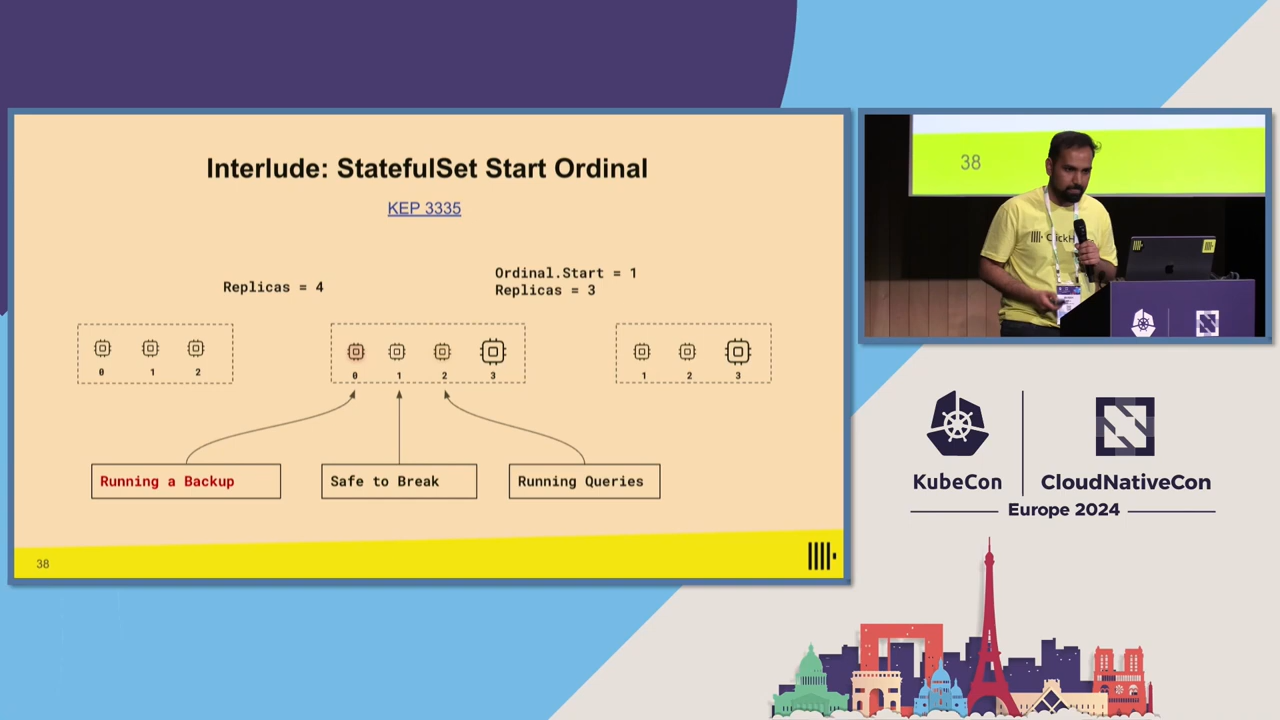 Interlude: StatefulSet Start Ordinal
KEP 3335
Replicas = 4
Ordinal.Start = 1
Replicas = 3
0 1 2
0 1 2 3
1 2 3
Running a Backup
Safe to Break
Running Queries
38
38
KubeCon
CloudNativeCon
Europe 2024